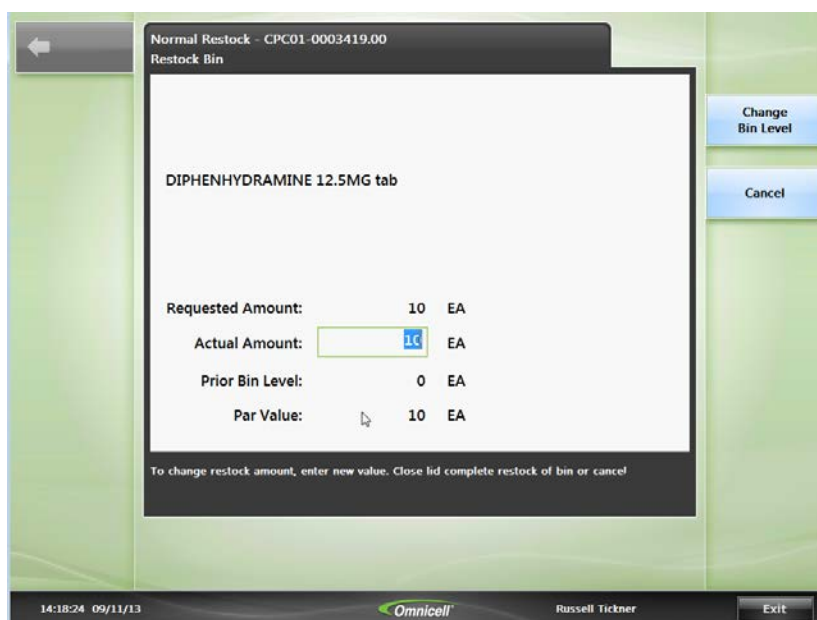 Normal Restock - CPC01-0003419.00
Restock Bin
Change
Bin Level
DIPHENHYDRAMINE 12.5MG tab
Cancel
Requested Amount: 10 EA
Actual Amount: 10 EA
Prior Bin Level: 0 EA
Par Value: 10 EA
To change restock amount, enter new value. Close lid complete restock of bin or cancel
14:18:24 09/11/13 Omnicell Russell Tickner Exit